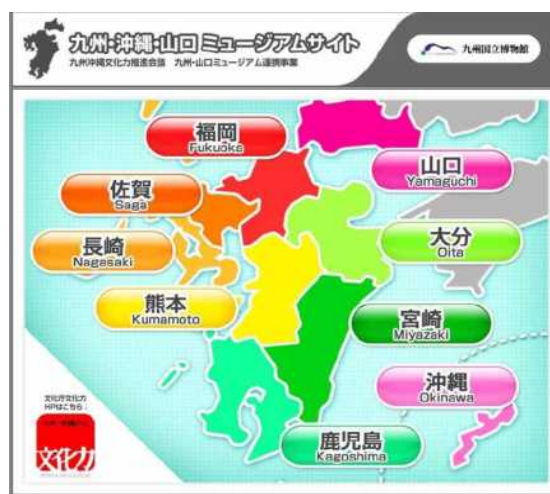 九州・沖縄・山口 ミュージアムサイト
九州沖縄文化力推進会議　九州・山口ミュージアム連携事業
九州国立博物館
福岡
Fukuoka
山口
Yamaguchi
佐賀
Saga
大分
Oita
長崎
Nagasaki
熊本
Kumamoto
宮崎
Miyazaki
沖縄
Okinawa
鹿児島
Kagoshima
文化庁文化力
HPはこちら↓
文化力